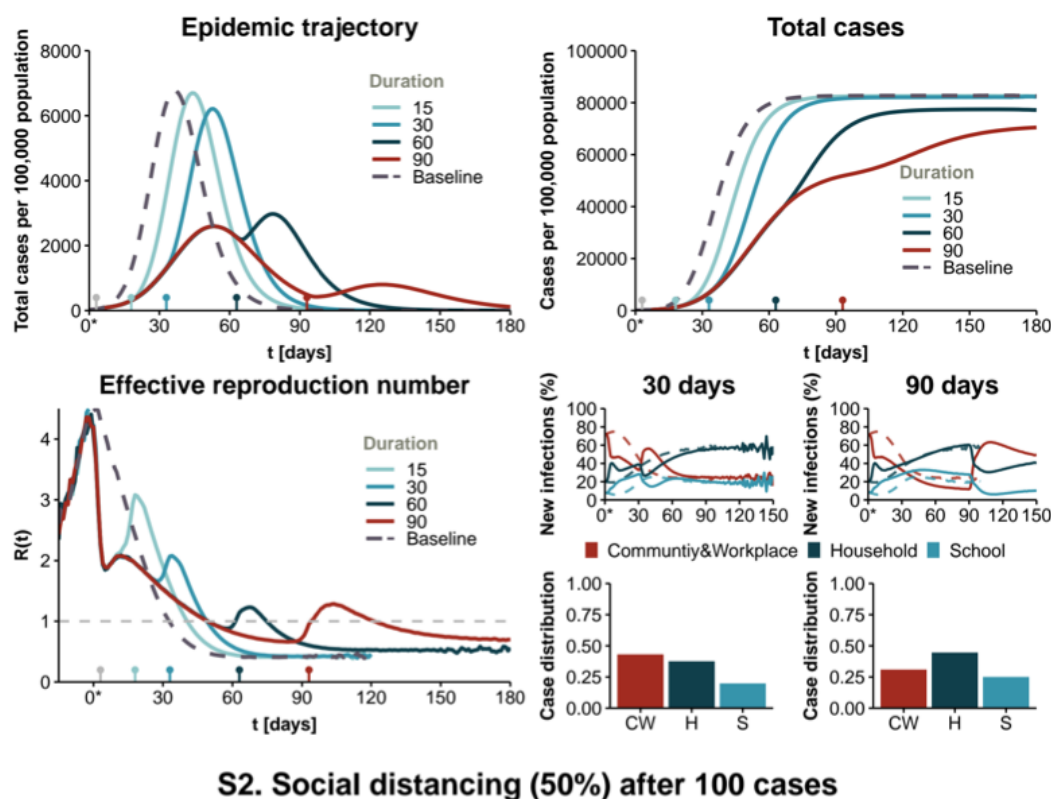 Epidemic trajectory
Total cases per 100,000 population
8000
6000
4000
2000
0
Duration
15
30
60
90
Baseline
0* 30 60 90 120 150 180
t [days]
Total cases
Cases per 100,000 population
100000
80000
60000
40000
20000
0
Duration
15
30
60
90
Baseline
0* 30 60 90 120 150 180
t [days]
Effective reproduction number
R(t)
4
3
2
1
0
Duration
15
30
60
90
Baseline
0* 30 60 90 120 150 180
t [days]
30 days
New infections (%)
100
80
60
40
20
0
0* 30 60 90 120 150
90 days
New infections (%)
100
80
60
40
20
0
0* 30 60 90 120 150
Communtiy&Workplace Household School
Case distribution
1.00
0.75
0.50
0.25
0.00
CW H S
Case distribution
1.00
0.75
0.50
0.25
0.00
CW H S
S2. Social distancing (50%) after 100 cases